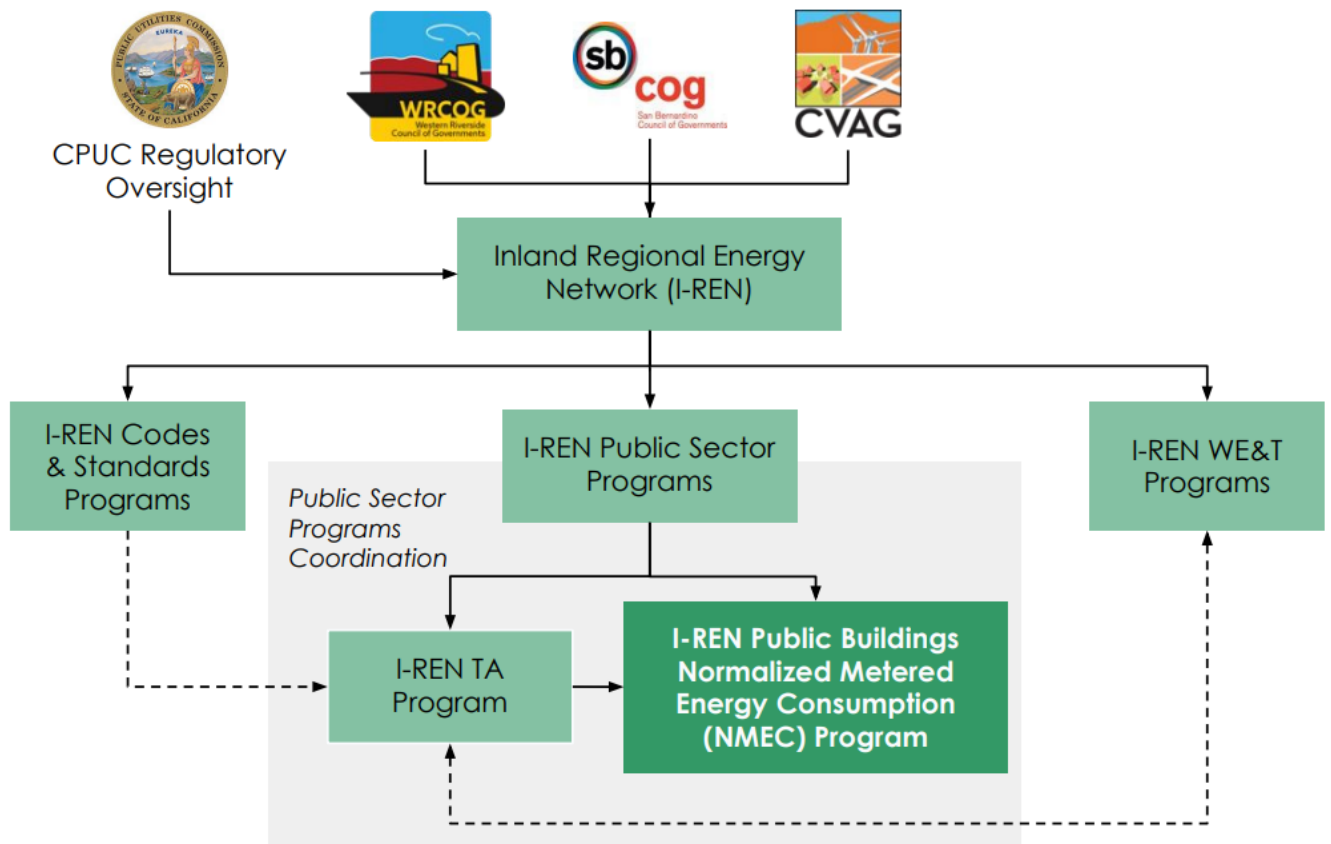 PUBLIC UTILITIES COMMISSION
EUREKA
STATE OF CALIFORNIA
CPUC Regulatory
Oversight
WRCOG
Western Riverside
Council of Governments
sb
cog
San Bernardino
Council of Governments
CVAG
Inland Regional Energy
Network (I-REN)
I-REN Codes
& Standards
Programs
I-REN Public Sector
Programs
I-REN WE&T
Programs
Public Sector
Programs
Coordination
I-REN TA
Program
I-REN Public Buildings
Normalized Metered
Energy Consumption
(NMEC) Program